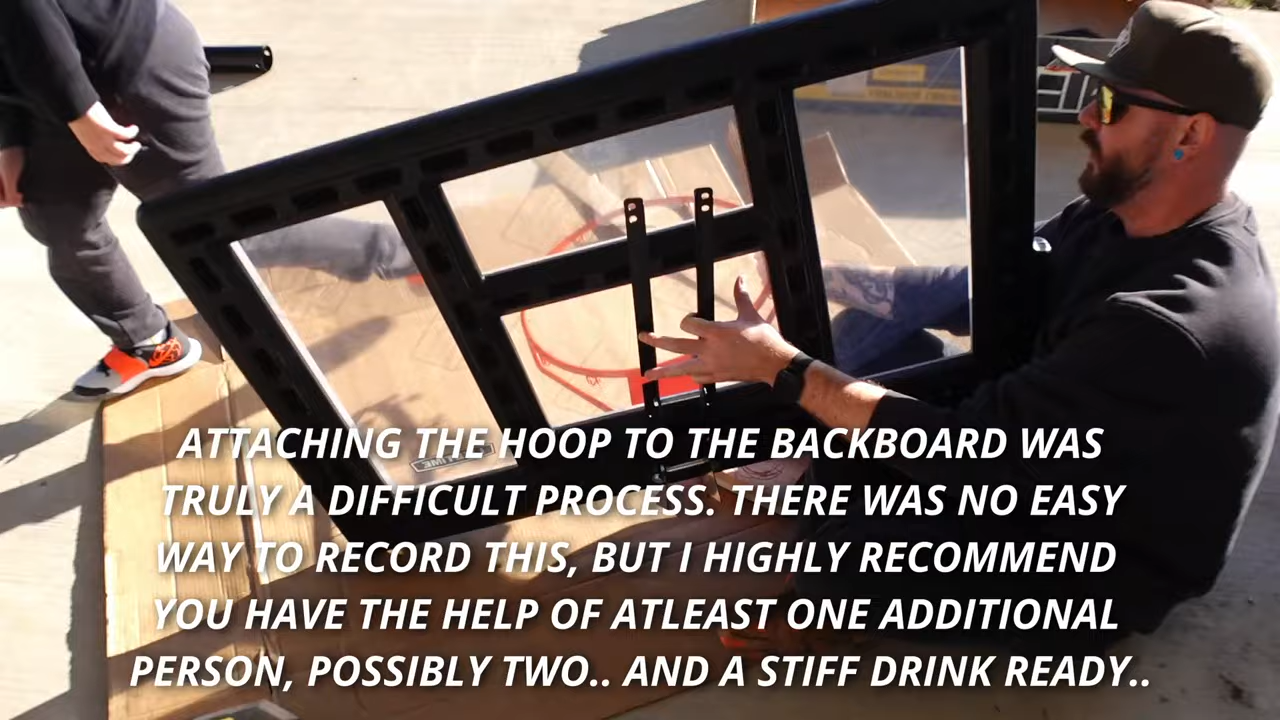 ATTACHING THE HOOP TO THE BACKBOARD WAS
TRULY A DIFFICULT PROCESS. THERE WAS NO EASY
WAY TO RECORD THIS, BUT I HIGHLY RECOMMEND
YOU HAVE THE HELP OF ATLEAST ONE ADDITIONAL
PERSON, POSSIBLY TWO.. AND A STIFF DRINK READY..